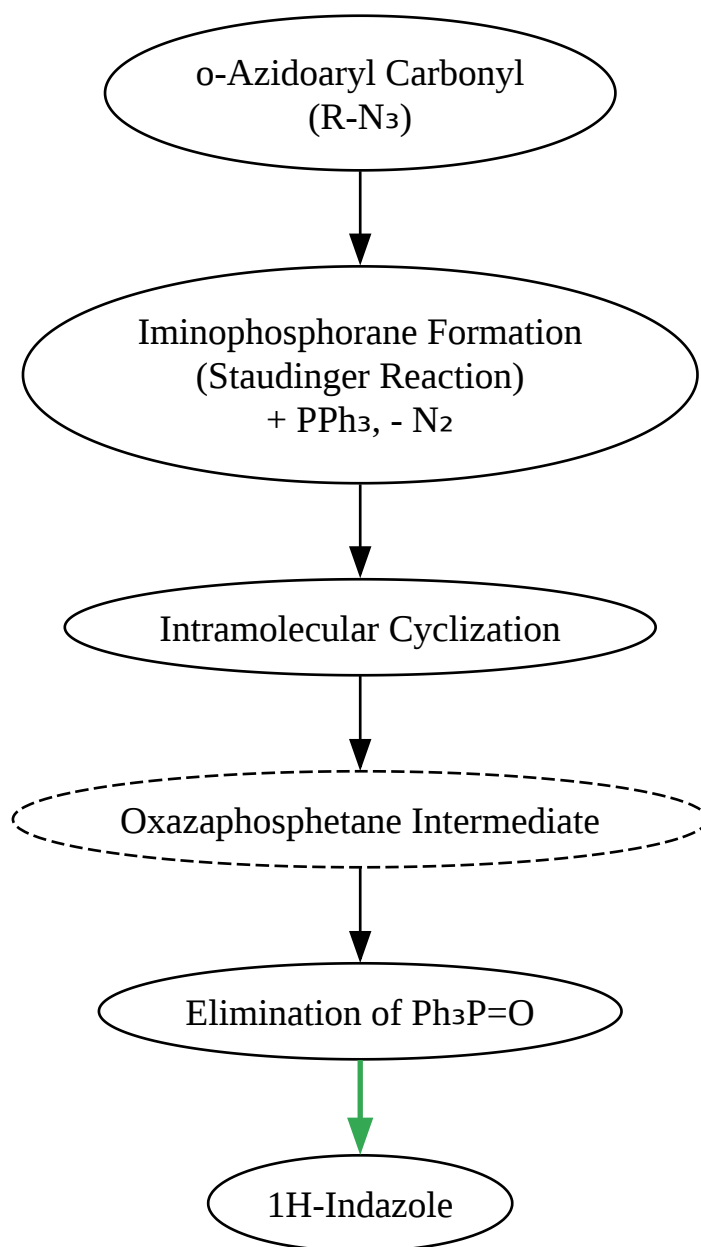 o-Azidoaryl Carbonyl
(R-N₃)
Iminophosphorane Formation
(Staudinger Reaction)
+ PPh₃, - N₂
Intramolecular Cyclization
Oxazaphosphetane Intermediate
Elimination of Ph₃P=O
1H-Indazole